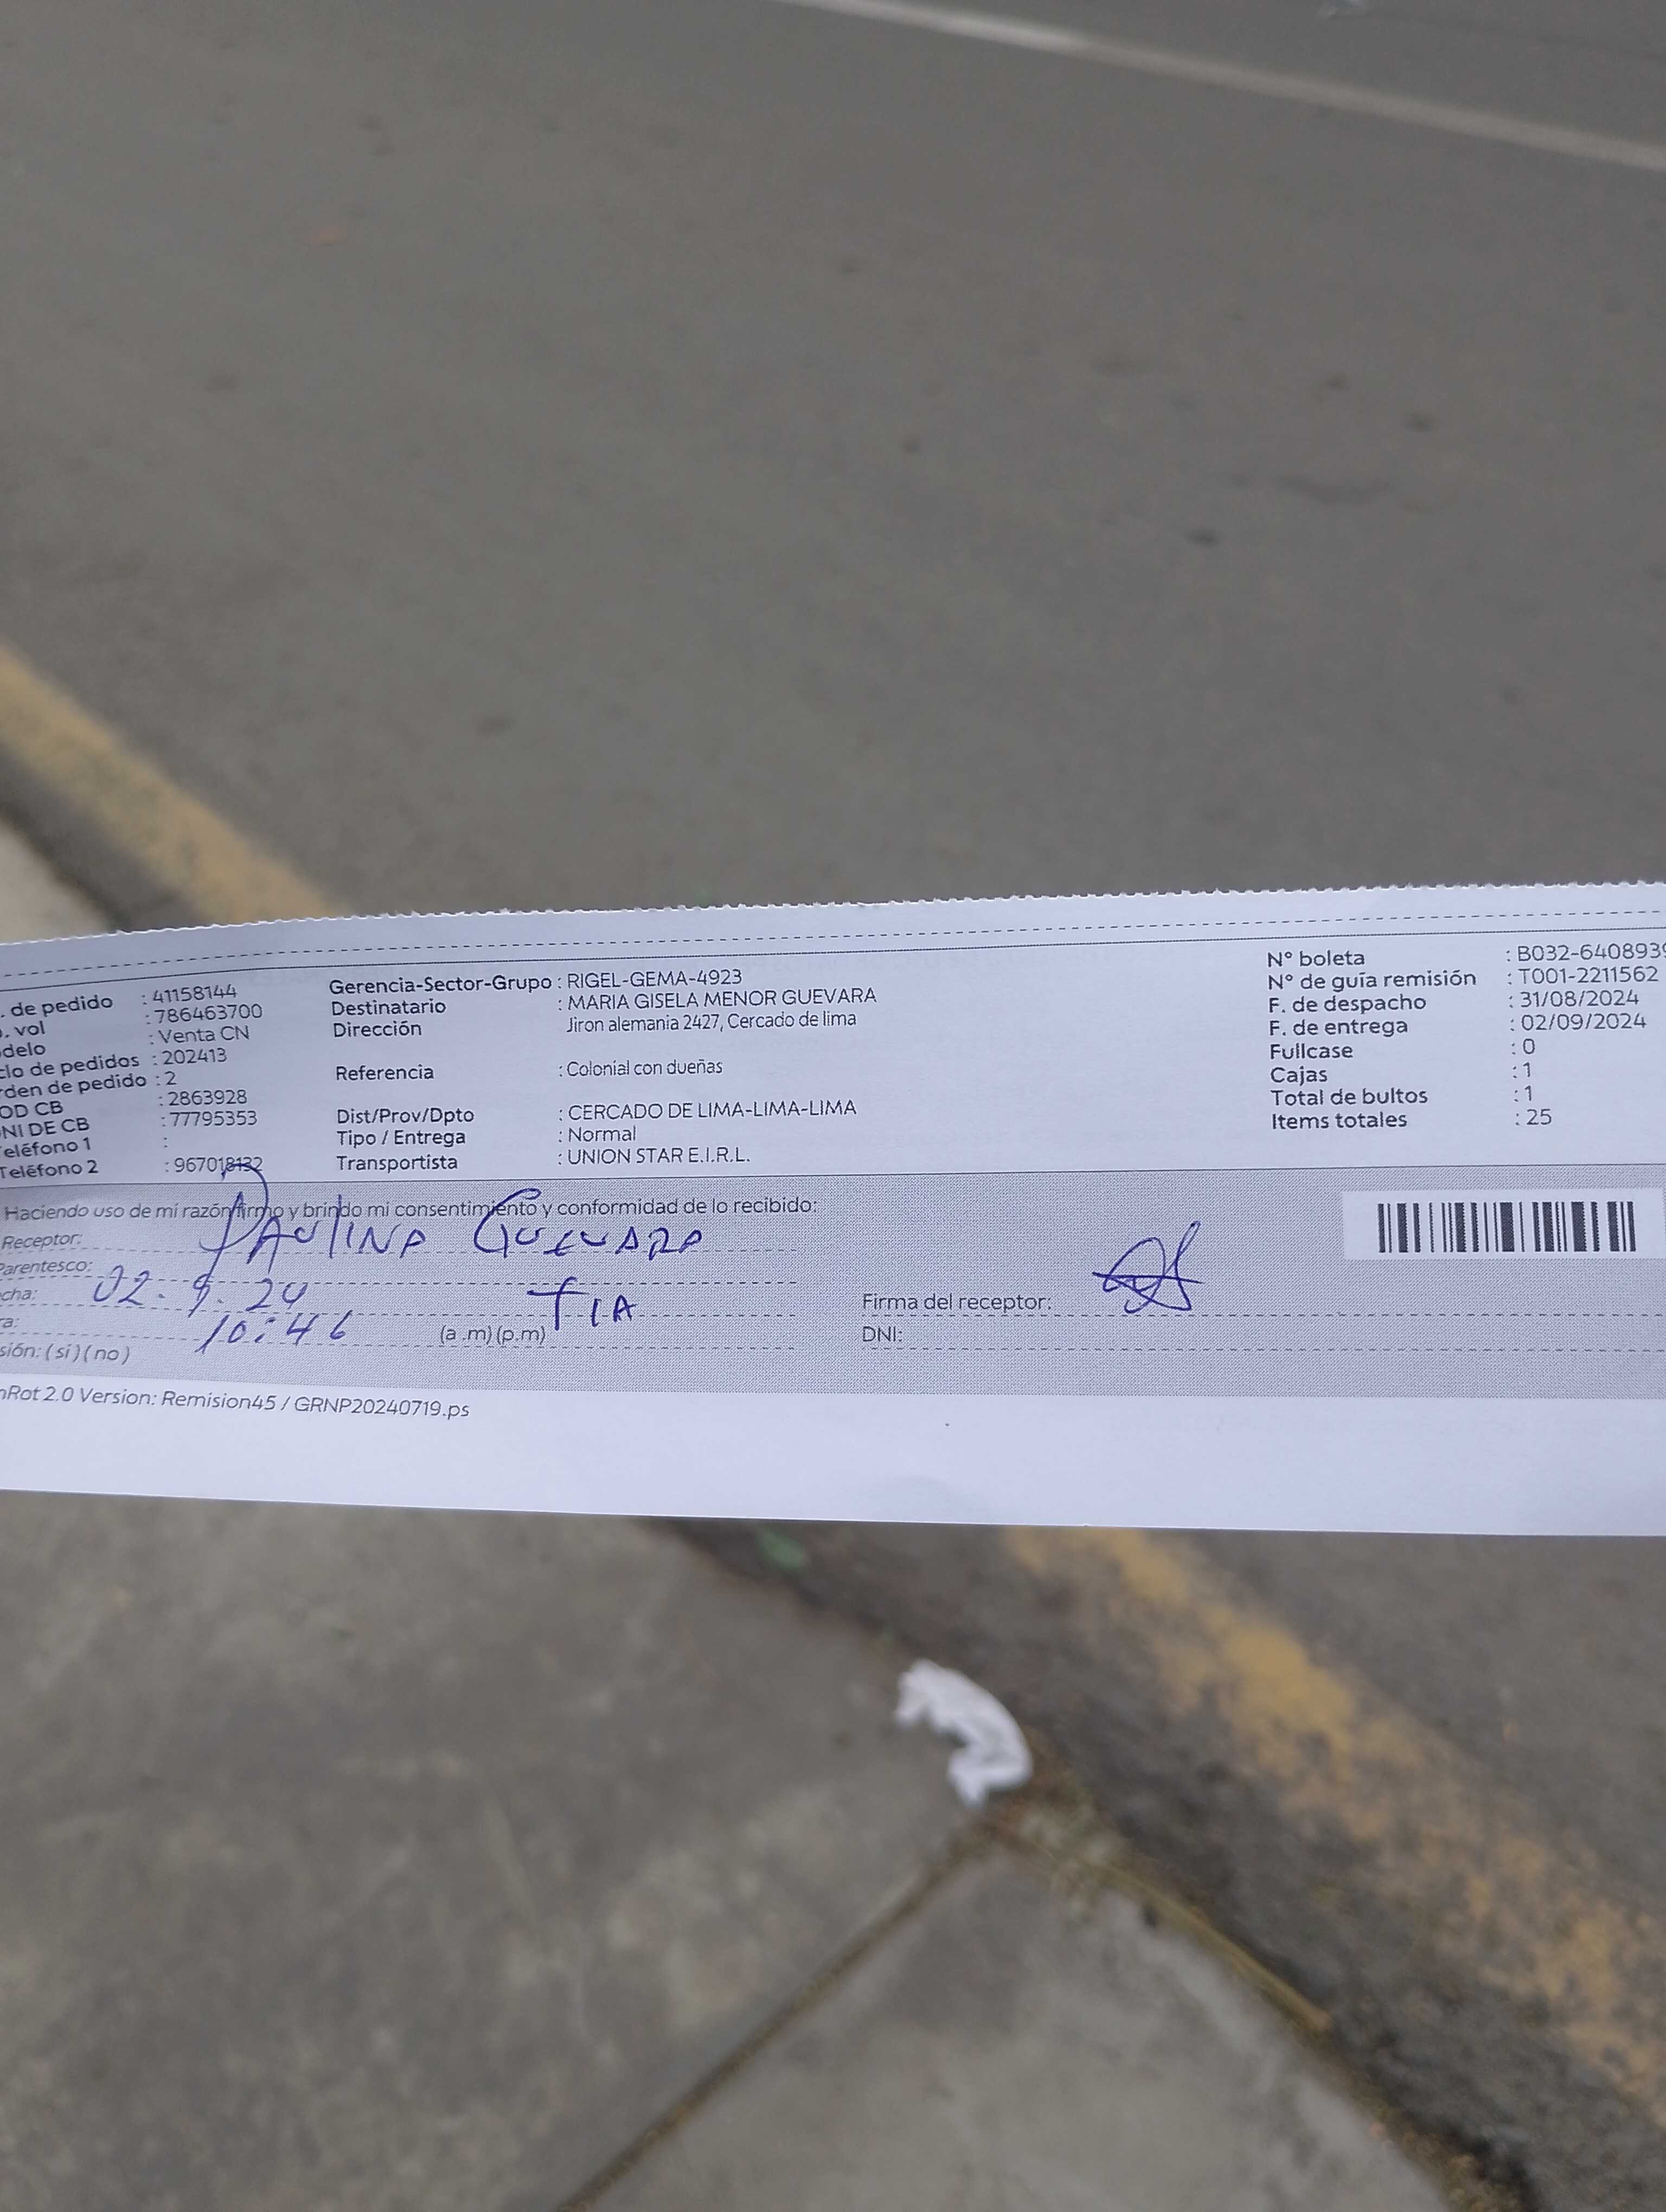 . de pedido : 41158144
. vol : 786463700
delo : Venta CN
clo de pedidos : 202413
rden de pedido : 2
OD CB : 2863928
NI DE CB : 77795353
eléfono 1 :
Teléfono 2 : 967018132
Gerencia-Sector-Grupo : RIGEL-GEMA-4923
Destinatario : MARIA GISELA MENOR GUEVARA
Dirección Jiron alemania 2427, Cercado de lima
Referencia : Colonial con dueñas
Dist/Prov/Dpto : CERCADO DE LIMA-LIMA-LIMA
Tipo / Entrega : Normal
Transportista : UNION STAR E.I.R.L.
N° boleta : B032-6408939
N° de guía remisión : T001-2211562
F. de despacho : 31/08/2024
F. de entrega : 02/09/2024
Fullcase : 0
Cajas : 1
Total de bultos : 1
Items totales : 25
Haciendo uso de mi razón firmo y brindo mi consentimiento y conformidad de lo recibido:
Receptor: PAULINA GUEVARA
Parentesco: TIA
cha: 02.9.24
ra: 10:46 (a .m) (p.m)
sión: ( si ) ( no )
Firma del receptor:
DNI:
nRot 2.0 Version: Remision45 / GRNP20240719.ps